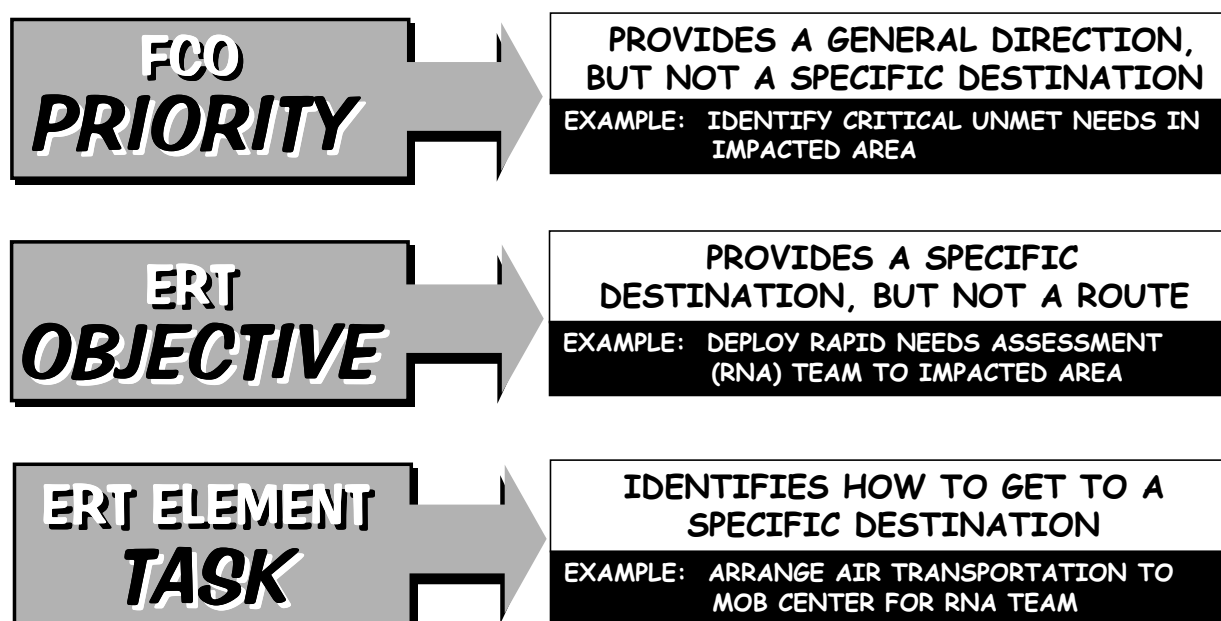 FCO
PRIORITY
PROVIDES A GENERAL DIRECTION,
BUT NOT A SPECIFIC DESTINATION
EXAMPLE: IDENTIFY CRITICAL UNMET NEEDS IN
IMPACTED AREA
ERT
OBJECTIVE
PROVIDES A SPECIFIC
DESTINATION, BUT NOT A ROUTE
EXAMPLE: DEPLOY RAPID NEEDS ASSESSMENT
(RNA) TEAM TO IMPACTED AREA
ERT ELEMENT
TASK
IDENTIFIES HOW TO GET TO A
SPECIFIC DESTINATION
EXAMPLE: ARRANGE AIR TRANSPORTATION TO
MOB CENTER FOR RNA TEAM